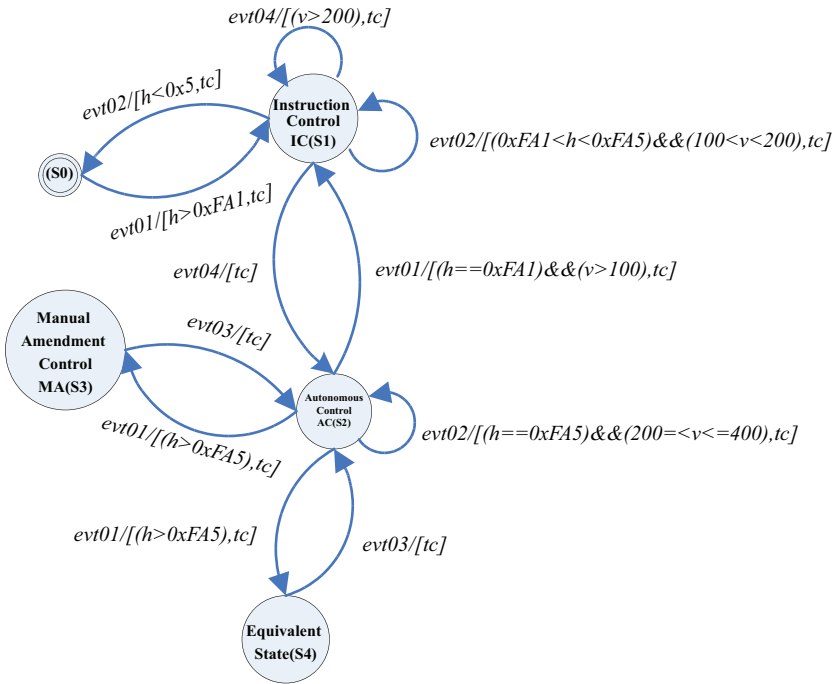 evt04/[(v>200),tc]
evt02/[h<0x5,tc]
Instruction
Control
IC(S1)
evt02/[(0xFA1<h<0xFA5)&&(100<v<200),tc]
(S0)
evt01/[h>0xFA1,tc]
evt04/[tc]
evt01/[(h==0xFA1)&&(v>100),tc]
Manual
Amendment
Control
MA(S3)
evt03/[tc]
Autonomous
Control
AC(S2)
evt02/[(h==0xFA5)&&(200=<v<=400),tc]
evt01/[(h>0xFA5),tc]
evt01/[(h>0xFA5),tc]
evt03/[tc]
Equivalent
State(S4)